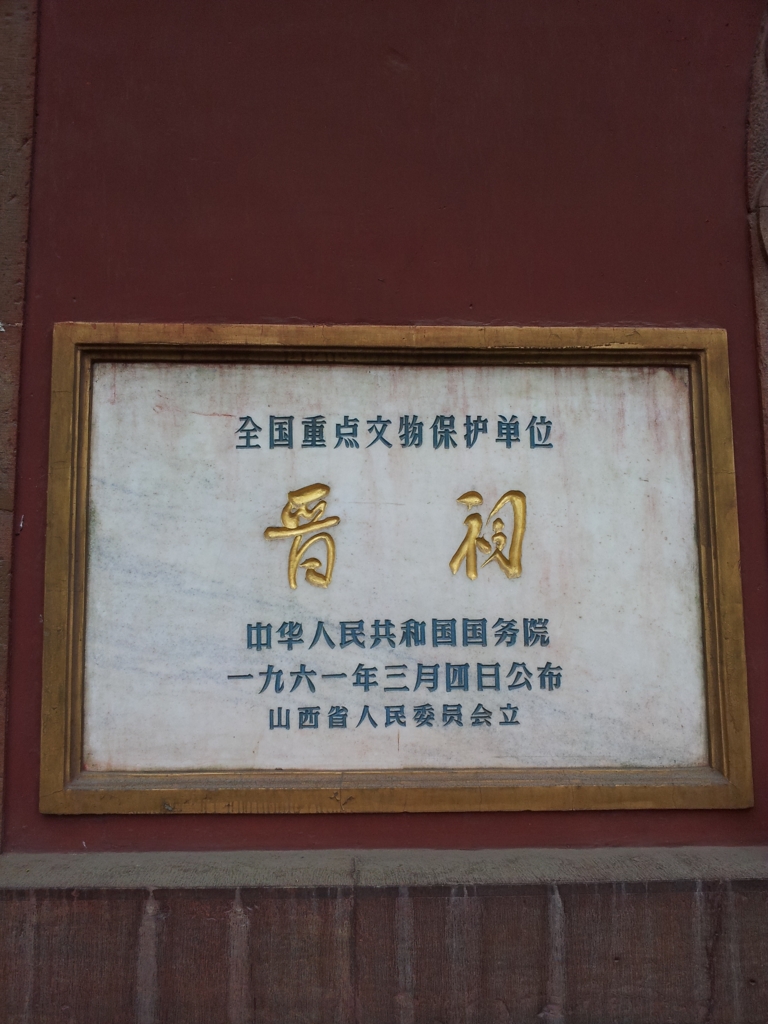 全国重点文物保护单位
晋祠
中华人民共和国国务院
一九六一年三月四日公布
山西省人民委员会立